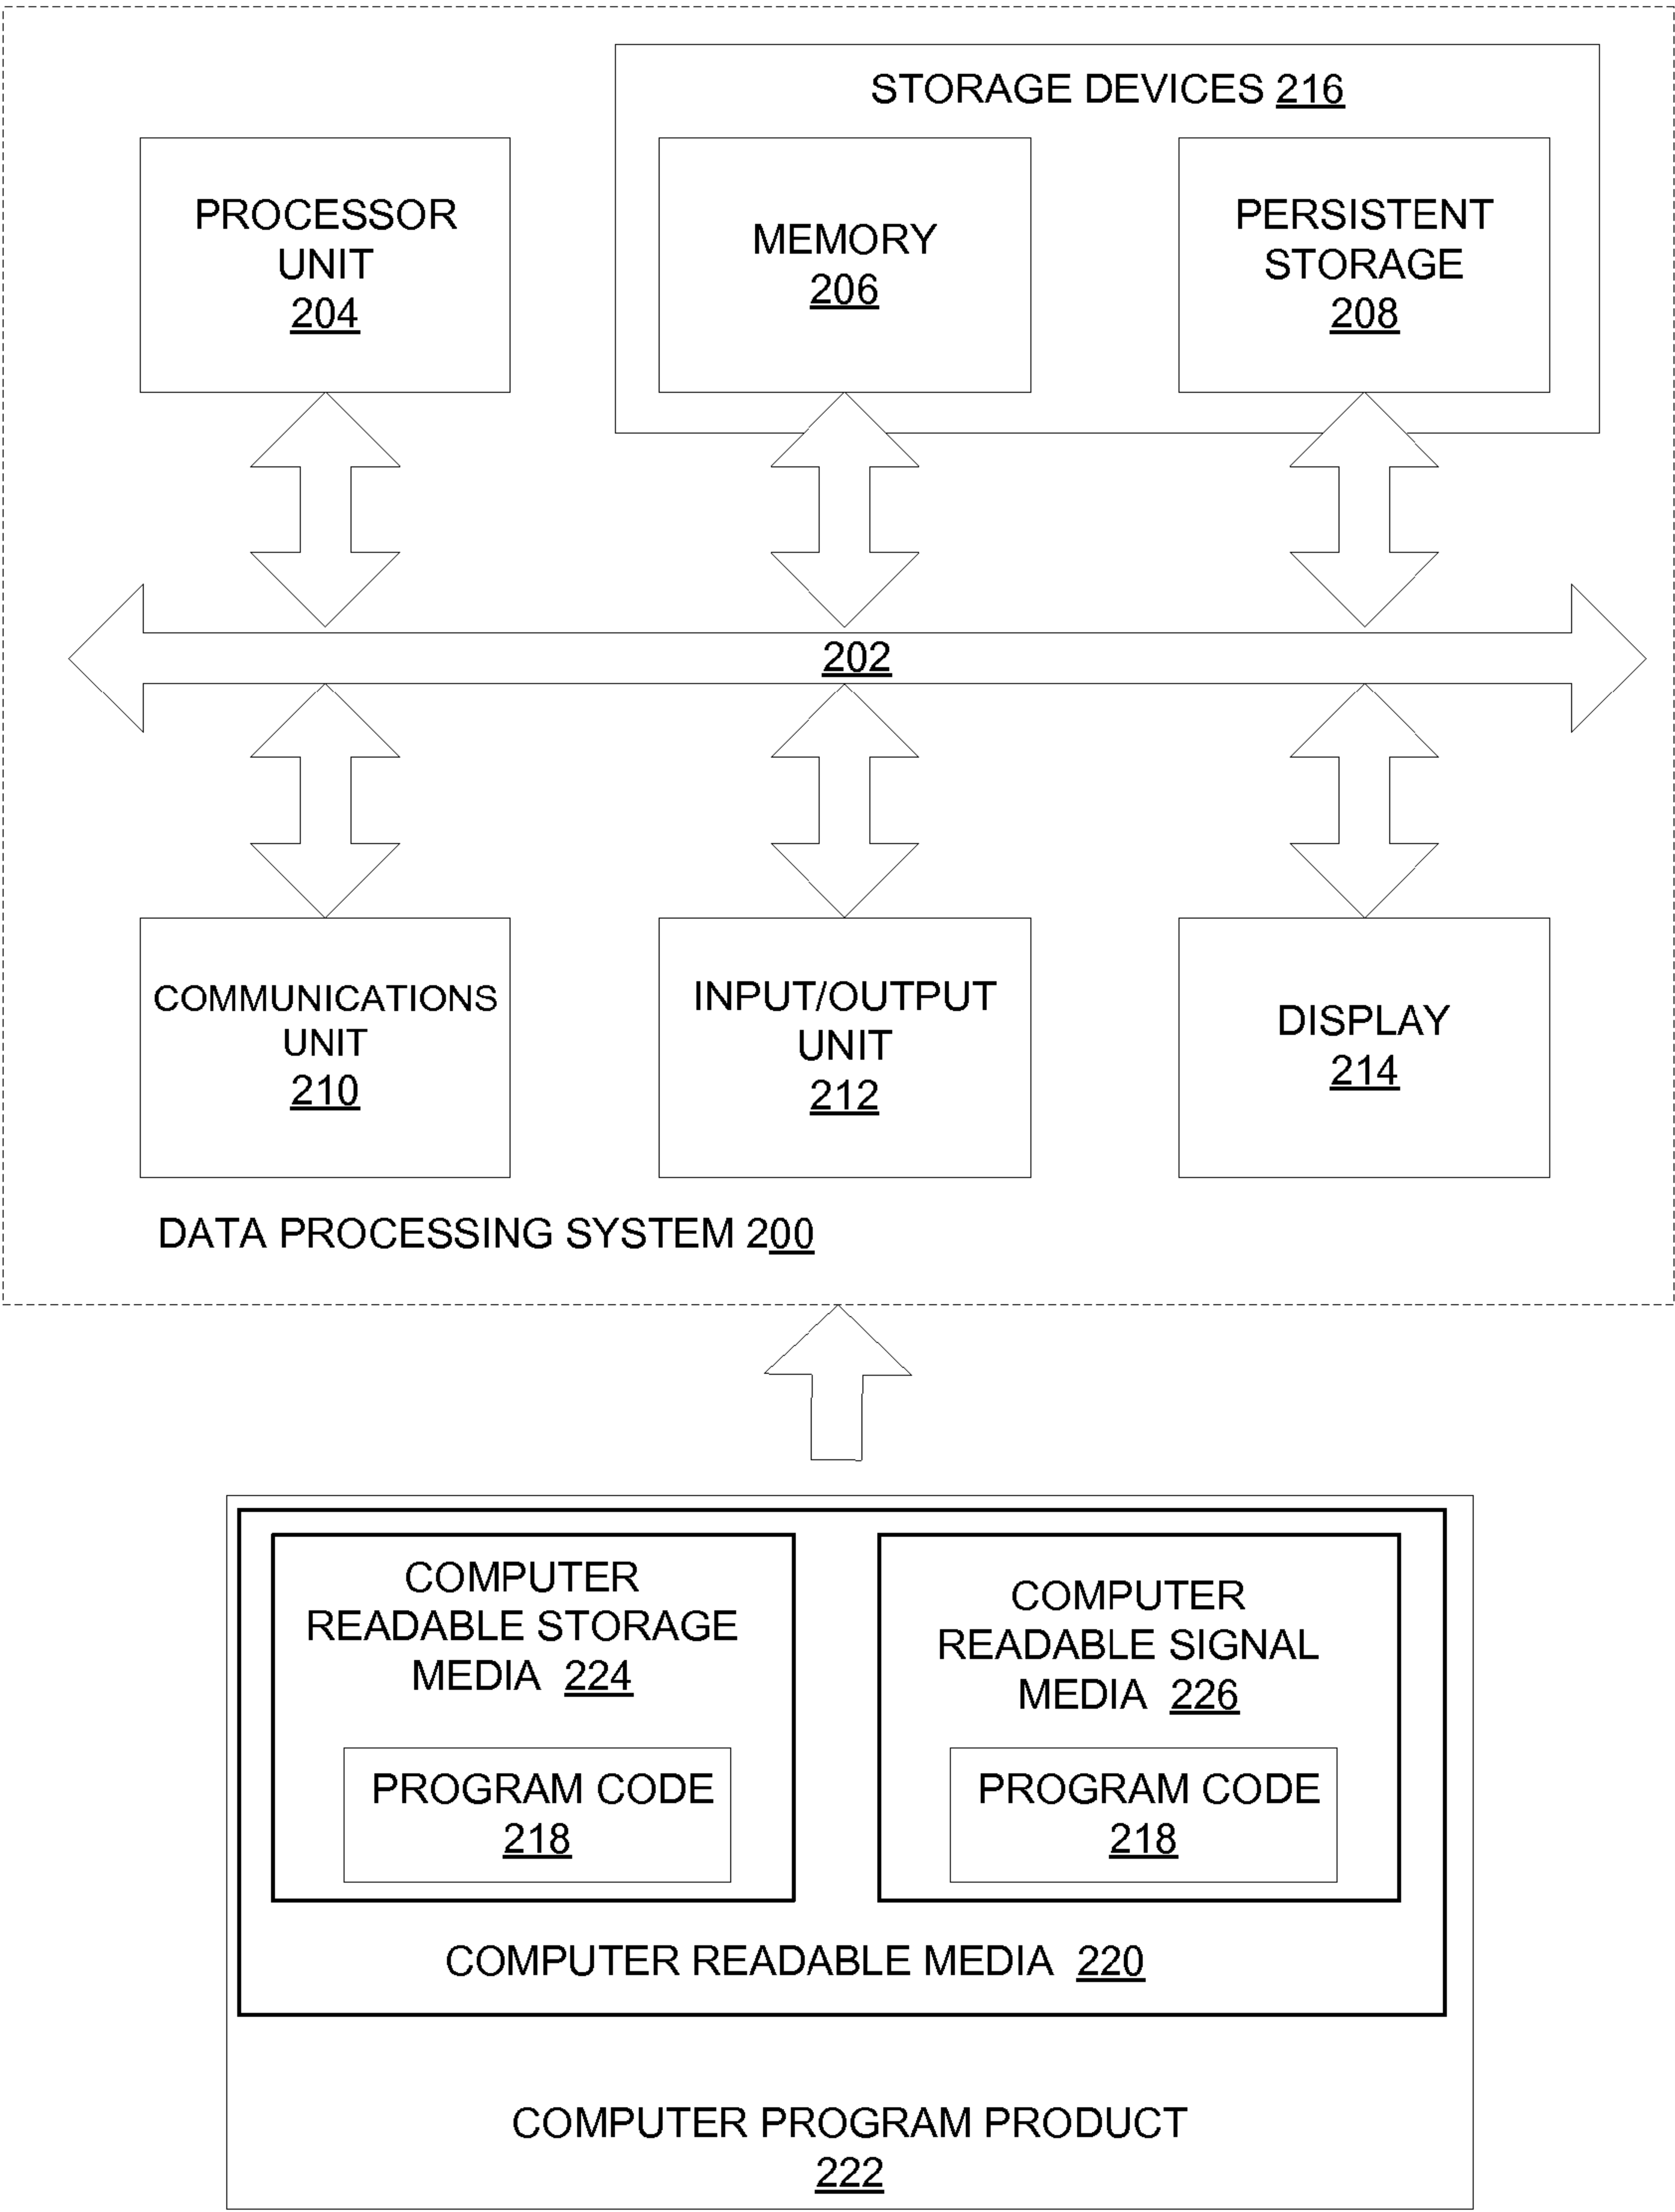 STORAGE DEVICES 216
PROCESSOR
UNIT
204
MEMORY
206
PERSISTENT
STORAGE
208
202
COMMUNICATIONS
UNIT
210
INPUT/OUTPUT
UNIT
212
DISPLAY
214
DATA PROCESSING SYSTEM 200
COMPUTER
READABLE STORAGE
MEDIA 224
PROGRAM CODE
218
COMPUTER
READABLE SIGNAL
MEDIA 226
PROGRAM CODE
218
COMPUTER READABLE MEDIA 220
COMPUTER PROGRAM PRODUCT
222